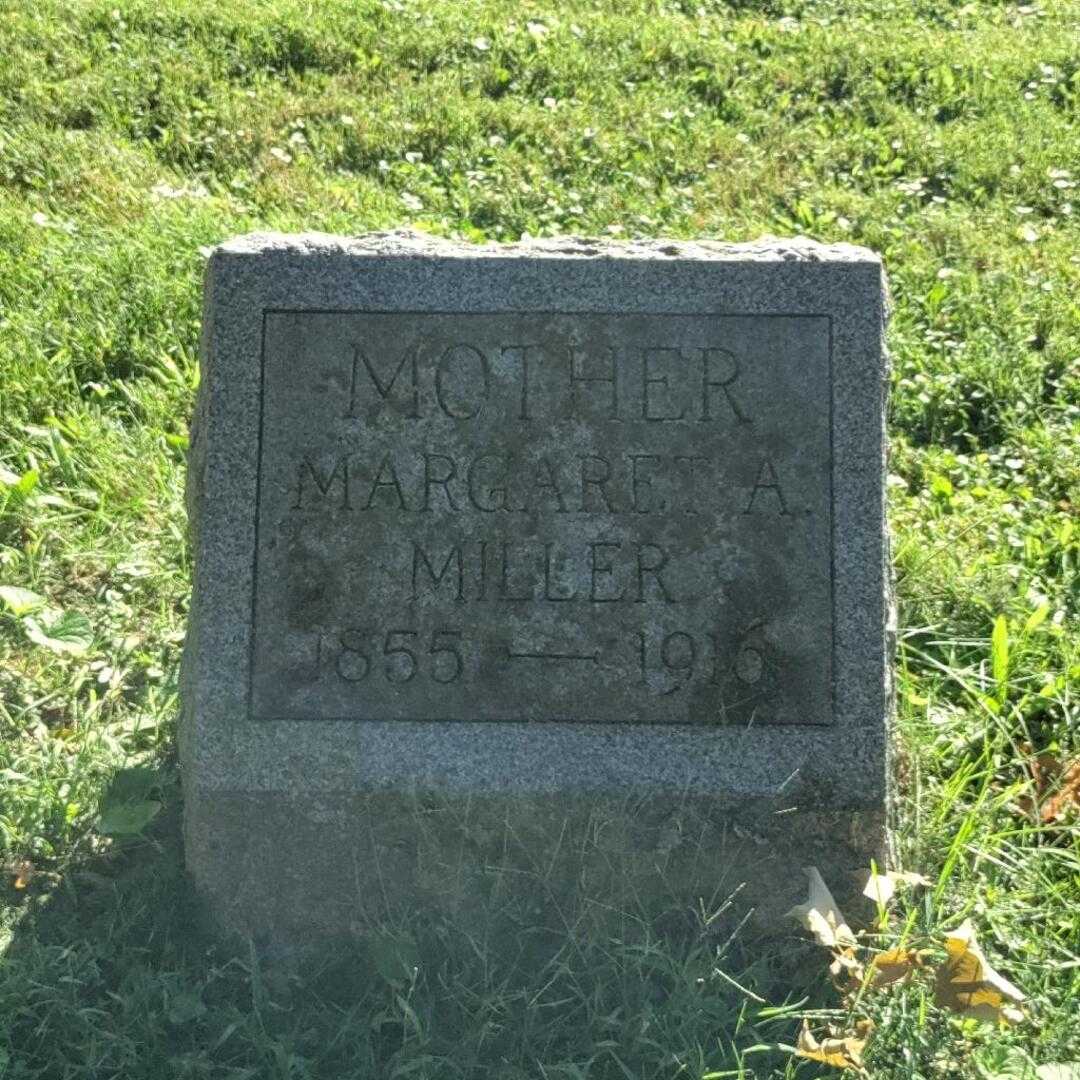 MOTHER
MARGARET A.
MILLER
1855 — 1916